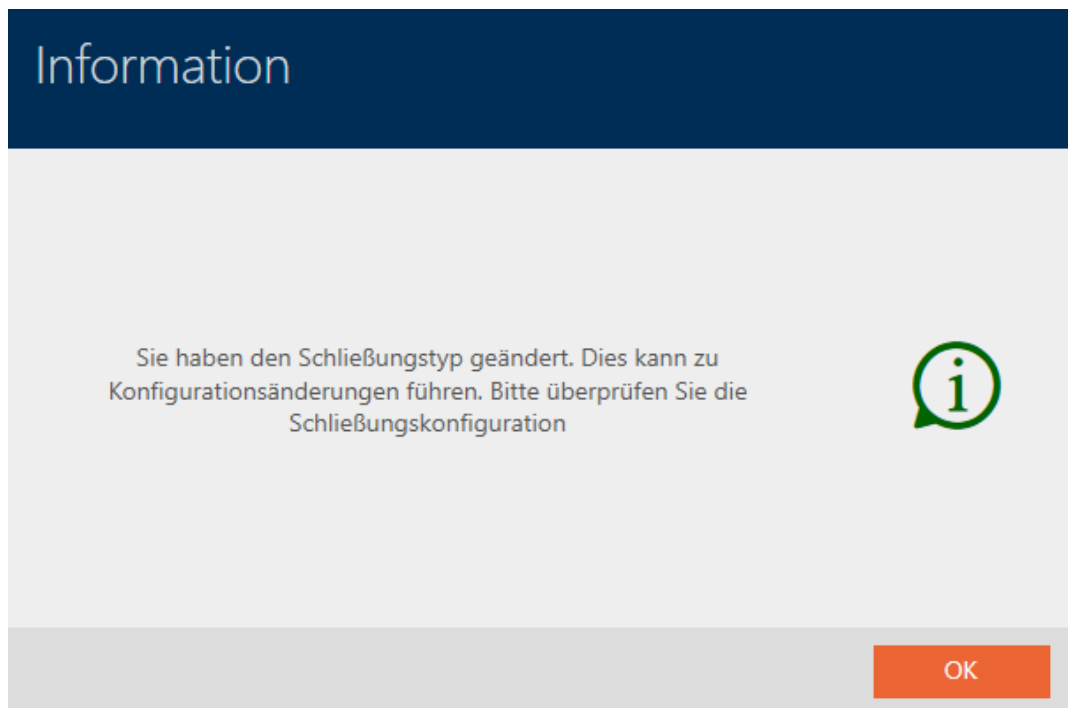 Information
Sie haben den Schließungstyp geändert. Dies kann zu
Konfigurationsänderungen führen. Bitte überprüfen Sie die
Schließungskonfiguration
i
OK